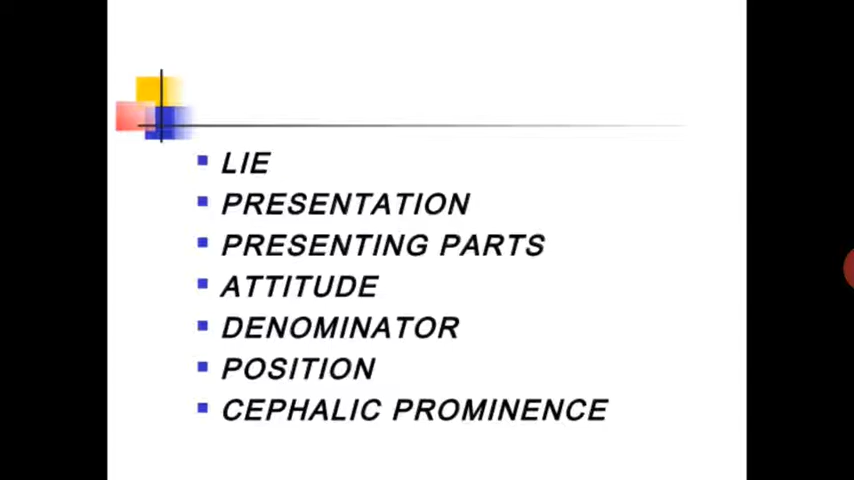 LIE
PRESENTATION
PRESENTING PARTS
ATTITUDE
DENOMINATOR
POSITION
CEPHALIC PROMINENCE